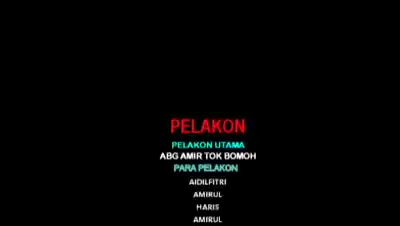 PELAKON
PELAKON UTAMA
ABG AMIR TOK BOMOH
PARA PELAKON
AIDILFITRI
AMIRUL
HARIS
AMIRUL